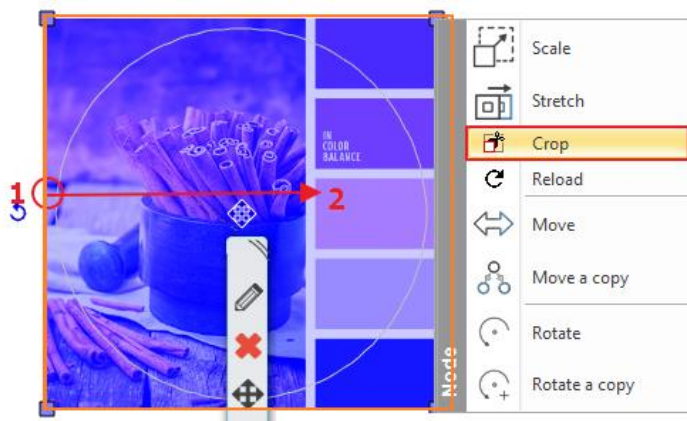 Scale
Stretch
IN
COLOR
BALANCE
Crop
1
2
Reload
Move
Move a copy
Node
Rotate
Rotate a copy